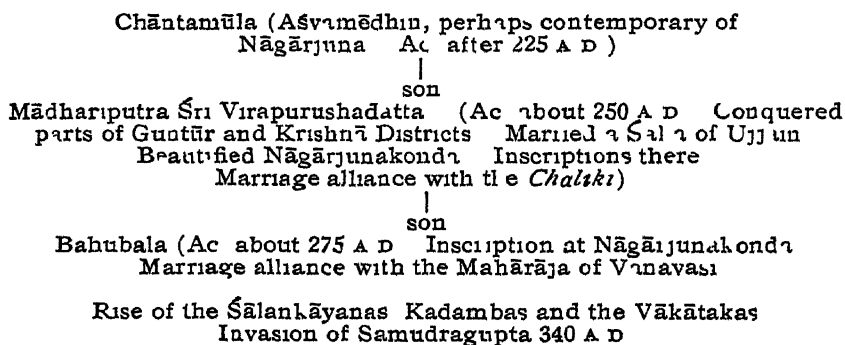 Chāntamūla (Aśvamēdhin, perhaps contemporary of
Nāgārjuna Ac after 225 A D )
son
Mādhariputra Śri Virapurushadatta (Ac about 250 A D Conquered
parts of Guntūr and Krishnā Districts Married a Śaka of Ujjain
Beautified Nāgārjunakonda Inscriptions there
Marriage alliance with the Chaliki)
son
Bahubala (Ac about 275 A D Inscription at Nāgārjunakonda
Marriage alliance with the Mahārāja of Vanavasi
Rise of the Śālankāyanas Kadambas and the Vākātakas
Invasion of Samudragupta 340 A D